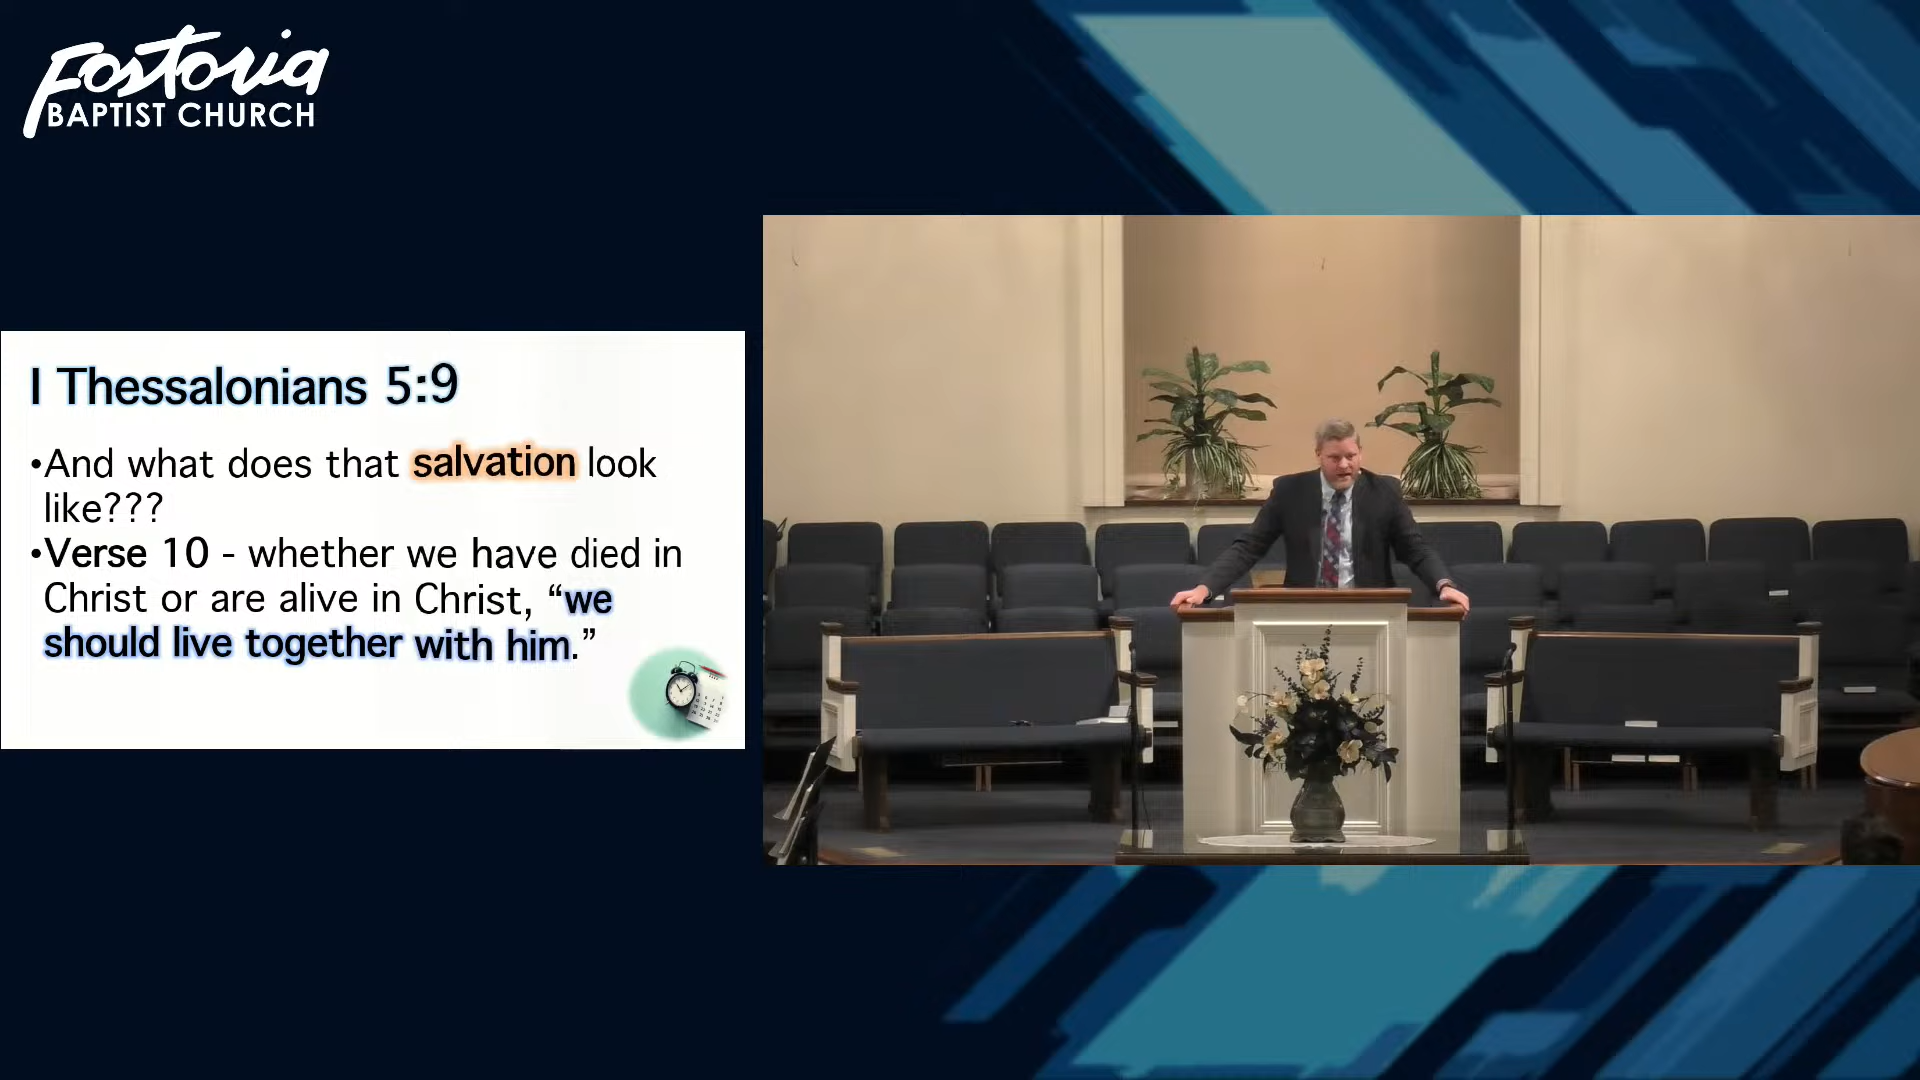 Fostoria
BAPTIST CHURCH
I Thessalonians 5:9
•And what does that salvation look
like???
•Verse 10 - whether we have died in
Christ or are alive in Christ, “we
should live together with him.”